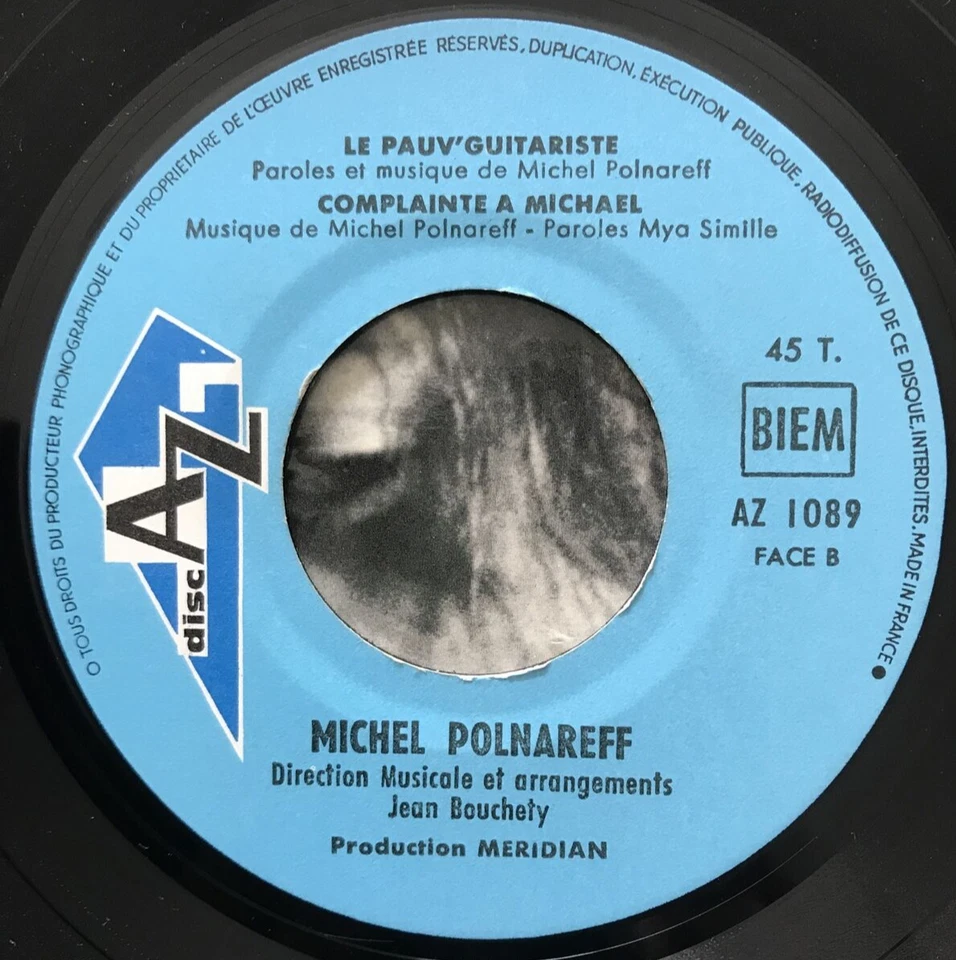 O TOUS DROITS DU PRODUCTEUR PHONOGRAPHIQUE ET DU PROPRIÉTAIRE DE L'ŒUVRE ENREGISTRÉE RÉSERVÉS, DUPLICATION, EXÉCUTION PUBLIQUE, RADIODIFFUSION DE CE DISQUE, INTERDITES. MADE IN FRANCE
LE PAUV'GUITARISTE
Paroles et musique de Michel Polnareff
COMPLAINTE A MICHAEL
Musique de Michel Polnareff - Paroles Mya Simille
disc AZ
45 T.
BIEM
AZ 1089
FACE B
MICHEL POLNAREFF
Direction Musicale et arrangements
Jean Bouchety
Production MERIDIAN